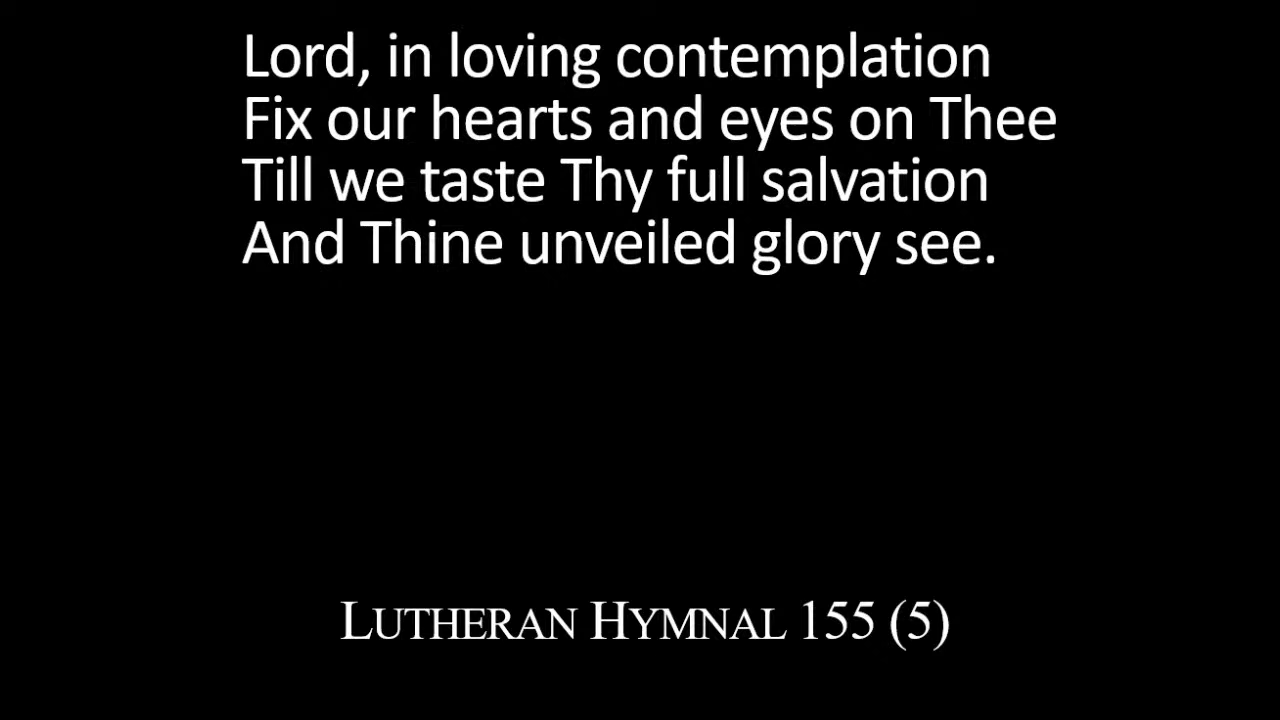 Lord, in loving contemplation
Fix our hearts and eyes on Thee
Till we taste Thy full salvation
And Thine unveiled glory see.
LUTHERAN HYMNAL 155 (5)